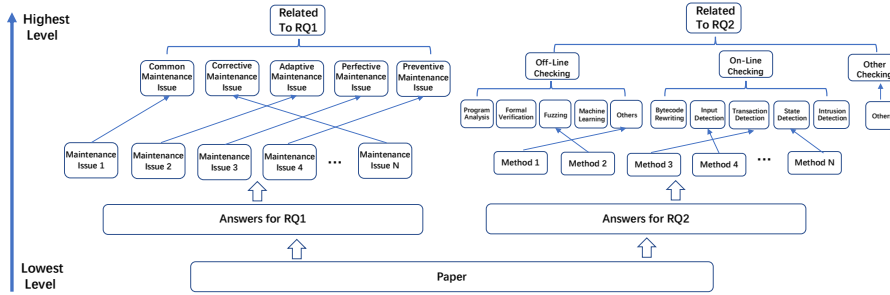 Highest
Level
Related
To RQ1
Common
Maintenance
Issue
Corrective
Maintenance
Issue
Adaptive
Maintenance
Issue
Perfective
Maintenance
Issue
Preventive
Maintenance
Issue
Maintenance
Issue 1
Maintenance
Issue 2
Maintenance
Issue 3
Maintenance
Issue 4
...
Maintenance
Issue N
Answers for RQ1
Related
To RQ2
Off-Line
Checking
On-Line
Checking
Other
Checking
Program
Analysis
Formal
Verification
Fuzzing
Machine
Learning
Others
Bytecode
Rewriting
Input
Detection
Transaction
Detection
State
Detection
Intrusion
Detection
Others
Method 1
Method 2
Method 3
Method 4
...
Method N
Answers for RQ2
Lowest
Level
Paper